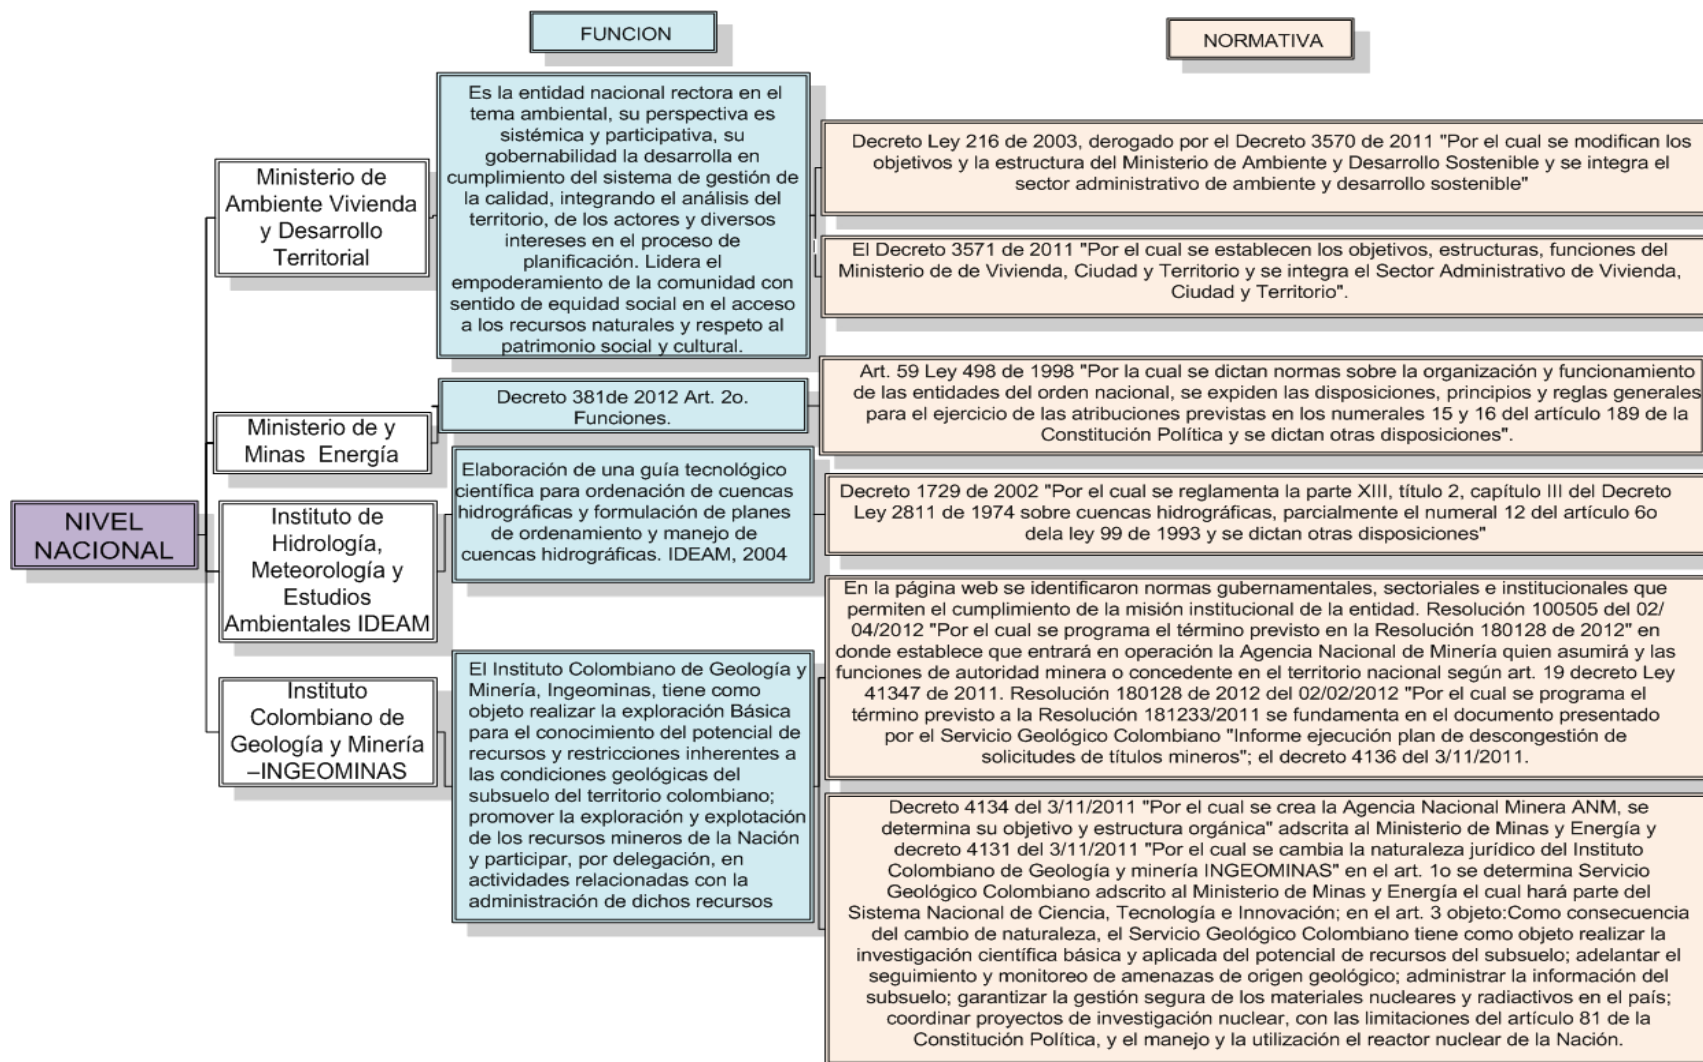 FUNCION
NORMATIVA
NIVEL
NACIONAL
Ministerio de
Ambiente Vivienda
y Desarrollo
Territorial
Es la entidad nacional rectora en el
tema ambiental, su perspectiva es
sistémica y participativa, su
gobernabilidad la desarrolla en
cumplimiento del sistema de gestión de
la calidad, integrando el análisis del
territorio, de los actores y diversos
intereses en el proceso de
planificación. Lidera el
empoderamiento de la comunidad con
sentido de equidad social en el acceso
a los recursos naturales y respeto al
patrimonio social y cultural.
Decreto Ley 216 de 2003, derogado por el Decreto 3570 de 2011 "Por el cual se modifican los
objetivos y la estructura del Ministerio de Ambiente y Desarrollo Sostenible y se integra el
sector administrativo de ambiente y desarrollo sostenible"
El Decreto 3571 de 2011 "Por el cual se establecen los objetivos, estructuras, funciones del
Ministerio de de Vivienda, Ciudad y Territorio y se integra el Sector Administrativo de Vivienda,
Ciudad y Territorio".
Ministerio de y
Minas Energía
Decreto 381de 2012 Art. 2o.
Funciones.
Art. 59 Ley 498 de 1998 "Por la cual se dictan normas sobre la organización y funcionamiento
de las entidades del orden nacional, se expiden las disposiciones, principios y reglas generales
para el ejercicio de las atribuciones previstas en los numerales 15 y 16 del artículo 189 de la
Constitución Política y se dictan otras disposiciones".
Instituto de
Hidrología,
Meteorología y
Estudios
Ambientales IDEAM
Elaboración de una guía tecnológico
científica para ordenación de cuencas
hidrográficas y formulación de planes
de ordenamiento y manejo de
cuencas hidrográficas. IDEAM, 2004
Decreto 1729 de 2002 "Por el cual se reglamenta la parte XIII, título 2, capítulo III del Decreto
Ley 2811 de 1974 sobre cuencas hidrográficas, parcialmente el numeral 12 del artículo 6o
dela ley 99 de 1993 y se dictan otras disposiciones"
Instituto
Colombiano de
Geología y Minería
–INGEOMINAS
El Instituto Colombiano de Geología y
Minería, Ingeominas, tiene como
objeto realizar la exploración Básica
para el conocimiento del potencial de
recursos y restricciones inherentes a
las condiciones geológicas del
subsuelo del territorio colombiano;
promover la exploración y explotación
de los recursos mineros de la Nación
y participar, por delegación, en
actividades relacionadas con la
administración de dichos recursos
En la página web se identificaron normas gubernamentales, sectoriales e institucionales que
permiten el cumplimiento de la misión institucional de la entidad. Resolución 100505 del 02/
04/2012 "Por el cual se programa el término previsto en la Resolución 180128 de 2012" en
donde establece que entrará en operación la Agencia Nacional de Minería quien asumirá y las
funciones de autoridad minera o concedente en el territorio nacional según art. 19 decreto Ley
41347 de 2011. Resolución 180128 de 2012 del 02/02/2012 "Por el cual se programa el
término previsto a la Resolución 181233/2011 se fundamenta en el documento presentado
por el Servicio Geológico Colombiano "Informe ejecución plan de descongestión de
solicitudes de títulos mineros"; el decreto 4136 del 3/11/2011.
Decreto 4134 del 3/11/2011 "Por el cual se crea la Agencia Nacional Minera ANM, se
determina su objetivo y estructura orgánica" adscrita al Ministerio de Minas y Energía y
decreto 4131 del 3/11/2011 "Por el cual se cambia la naturaleza jurídico del Instituto
Colombiano de Geología y minería INGEOMINAS" en el art. 1o se determina Servicio
Geológico Colombiano adscrito al Ministerio de Minas y Energía el cual hará parte del
Sistema Nacional de Ciencia, Tecnología e Innovación; en el art. 3 objeto:Como consecuencia
del cambio de naturaleza, el Servicio Geológico Colombiano tiene como objeto realizar la
investigación científica básica y aplicada del potencial de recursos del subsuelo; adelantar el
seguimiento y monitoreo de amenazas de origen geológico; administrar la información del
subsuelo; garantizar la gestión segura de los materiales nucleares y radiactivos en el país;
coordinar proyectos de investigación nuclear, con las limitaciones del artículo 81 de la
Constitución Política, y el manejo y la utilización el reactor nuclear de la Nación.